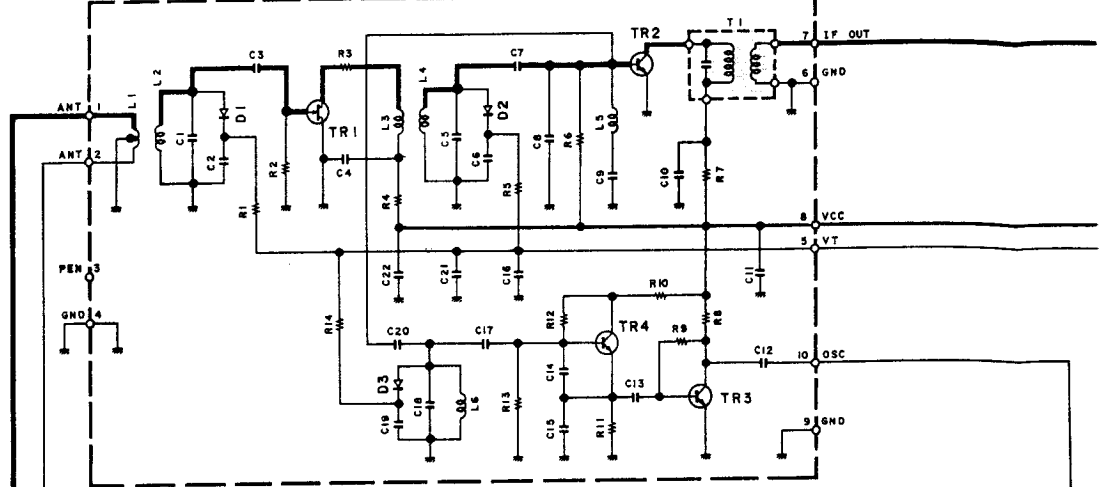 T1
TR2
7 IF OUT
C3
R3
C7
L4
L2
6 GND
D2
D1
ANT 1
L1
L3
L5
C1
TR1
C5
C8
R6
ANT 2
C2
R2
C4
C6
R5
C9
C10
R7
R1
R4
8 VCC
5 VT
PEN 3
C22
C21
C16
C11
R10
GND 4
R14
R12
TR4
R8
C20
C17
R9
C12
10 OSC
D3
C18
L6
C14
C13
TR3
C19
R13
C15
R11
9 GND